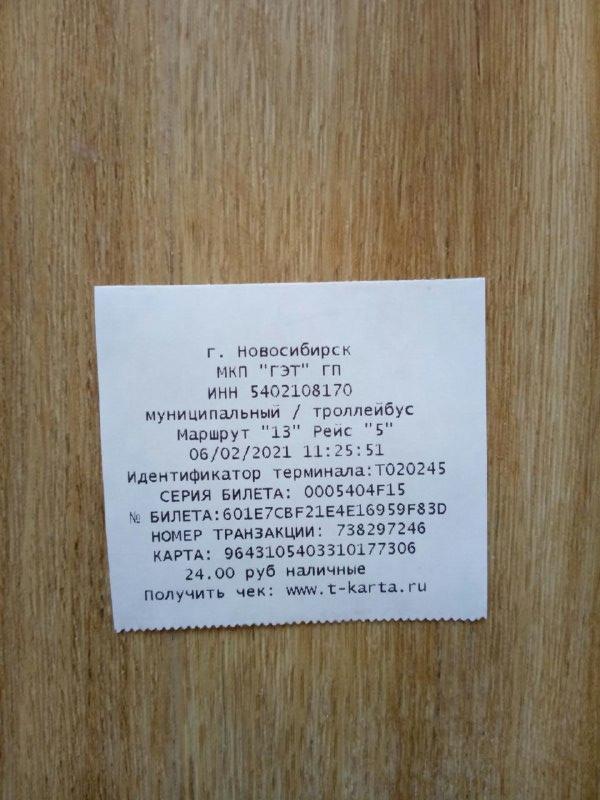 г. Новосибирск
МКП "ГЭТ" ГП
ИНН 5402108170
муниципальный / троллейбус
Маршрут "13" Рейс "5"
06/02/2021 11:25:51
Идентификатор терминала:T020245
СЕРИЯ БИЛЕТА: 0005404F15
№ БИЛЕТА:601E7CBF21E4E16959F83D
НОМЕР ТРАНЗАКЦИИ: 738297246
КАРТА: 9643105403310177306
24.00 руб наличные
Получить чек: www.t-karta.ru